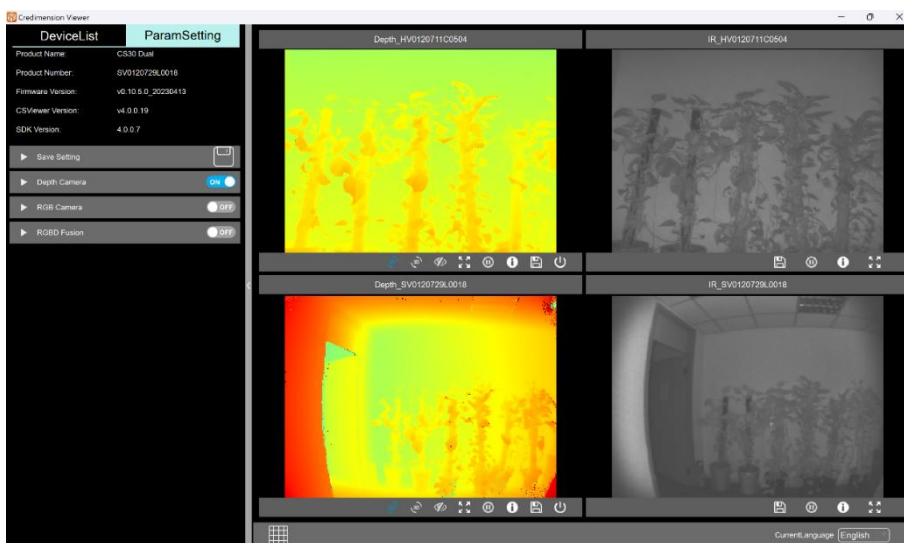 Credimension Viewer
DeviceList
ParamSetting
Product Name: CS30 Dual
Product Number: SV0120729L0018
Firmware Version: v0.10.5.0_20230413
CSViewer Version: v4.0.0.19
SDK Version: 4.0.0.7
Save Setting
Depth Camera ON
RGB Camera OFF
RGBD Fusion OFF
Depth_HV0120711C0504
IR_HV0120711C0504
Depth_SV0120729L0018
IR_SV0120729L0018
CurrentLanguage English